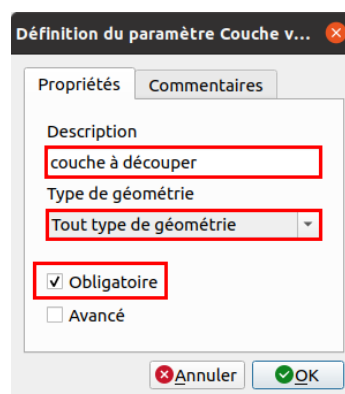 Définition du paramètre Couche v...
Propriétés Commentaires
Description
couche à découper
Type de géométrie
Tout type de géométrie
Obligatoire
Avancé
Annuler OK